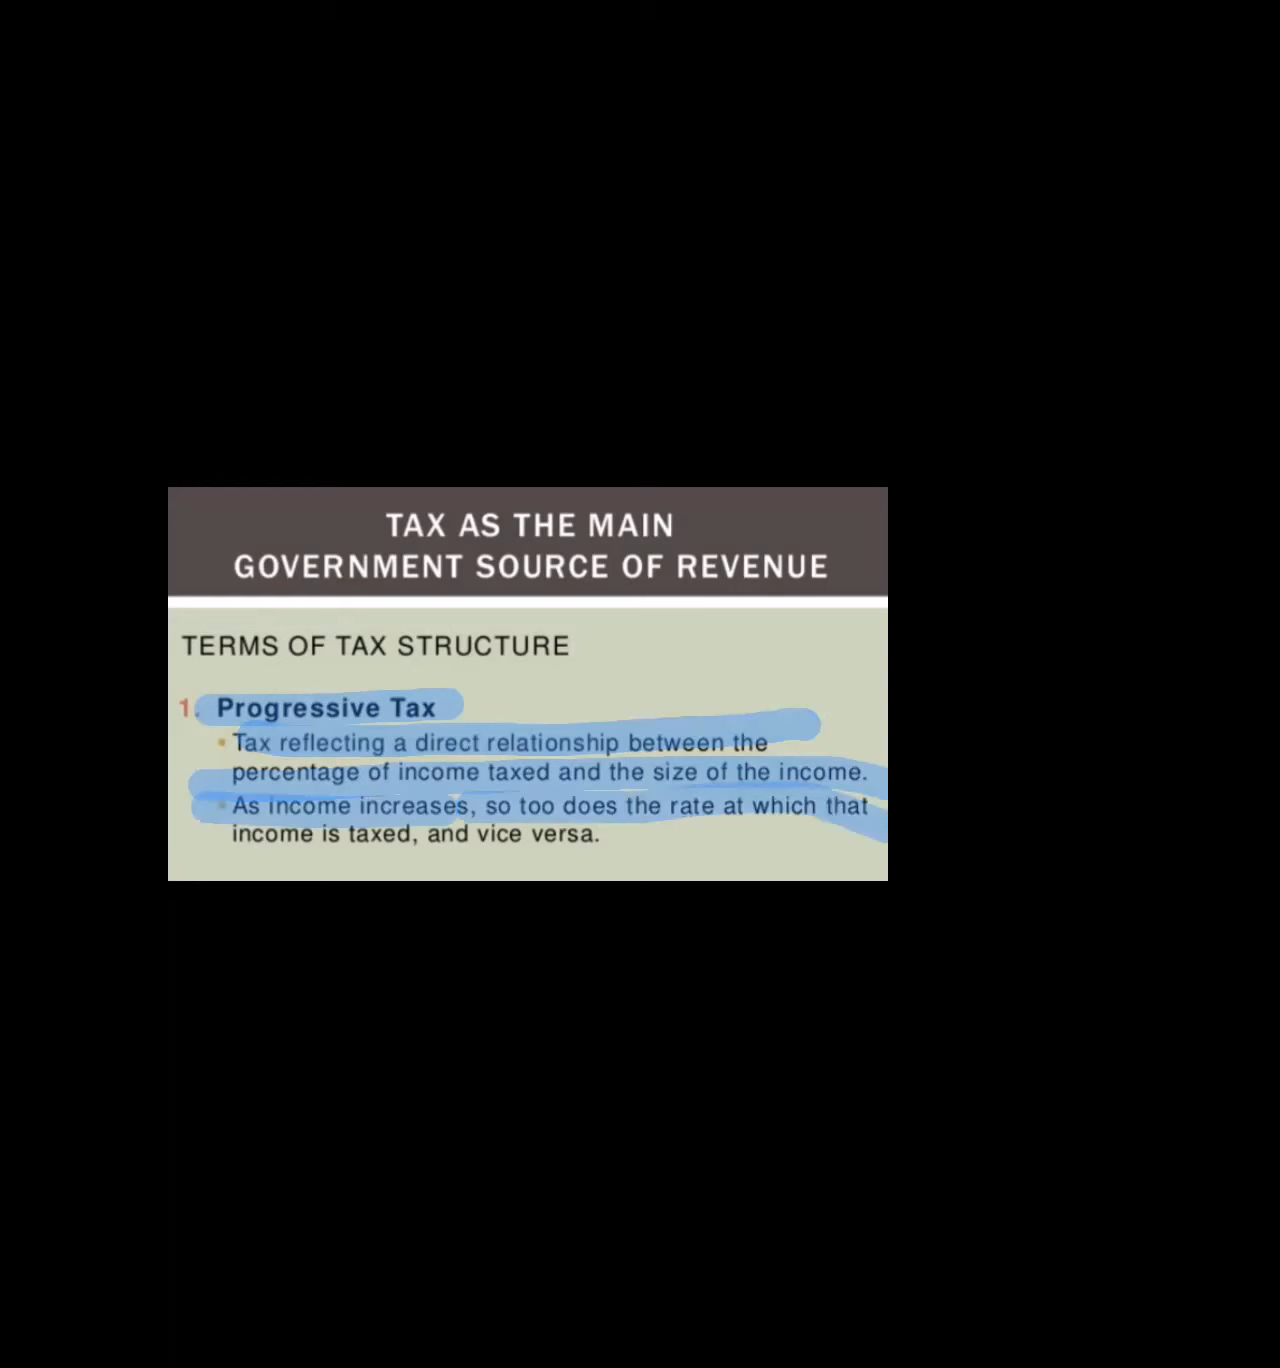 TAX AS THE MAIN
GOVERNMENT SOURCE OF REVENUE
TERMS OF TAX STRUCTURE
1. Progressive Tax
• Tax reflecting a direct relationship between the
percentage of income taxed and the size of the income.
• As income increases, so too does the rate at which that
income is taxed, and vice versa.